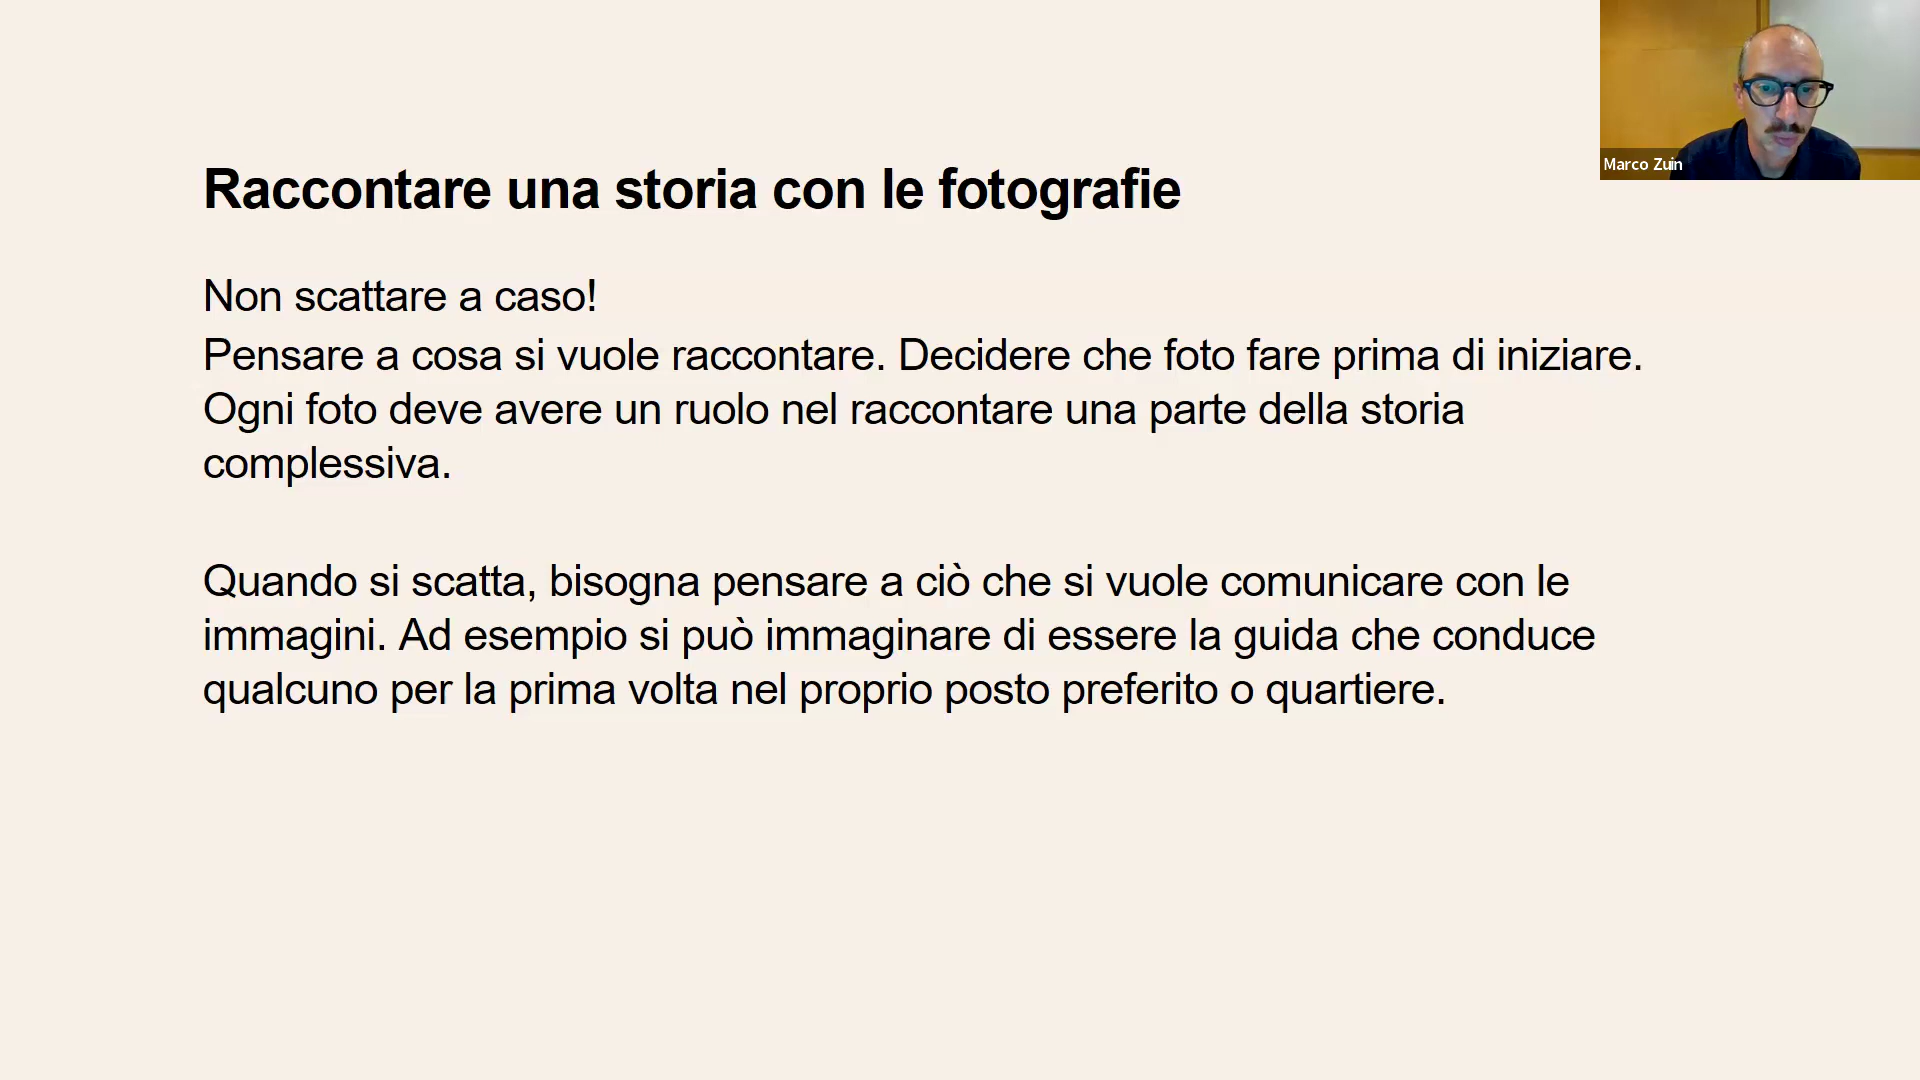 Raccontare una storia con le fotografie
Non scattare a caso!
Pensare a cosa si vuole raccontare. Decidere che foto fare prima di iniziare.
Ogni foto deve avere un ruolo nel raccontare una parte della storia
complessiva.
Quando si scatta, bisogna pensare a ciò che si vuole comunicare con le
immagini. Ad esempio si può immaginare di essere la guida che conduce
qualcuno per la prima volta nel proprio posto preferito o quartiere.
Marco Zuin